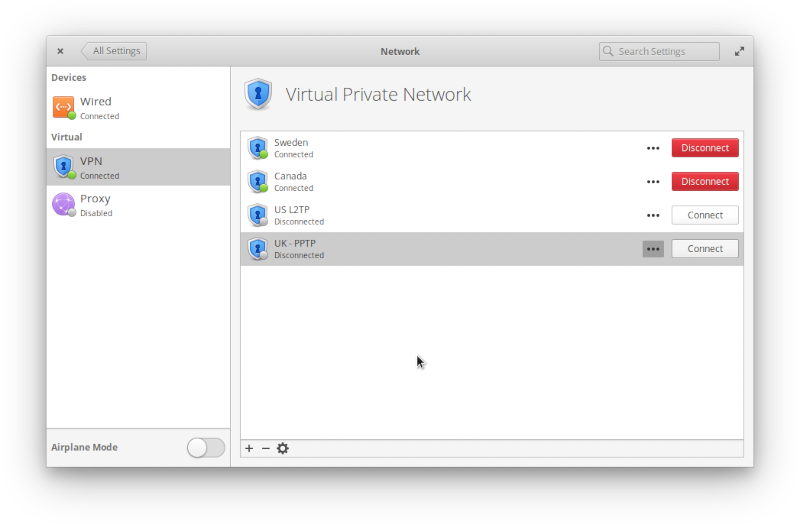 All Settings
Network
Search Settings
Devices
Wired
Connected
Virtual
VPN
Connected
Proxy
Disabled
Airplane Mode
Virtual Private Network
Sweden
Connected
Disconnect
Canada
Connected
Disconnect
US L2TP
Disconnected
Connect
UK - PPTP
Disconnected
Connect